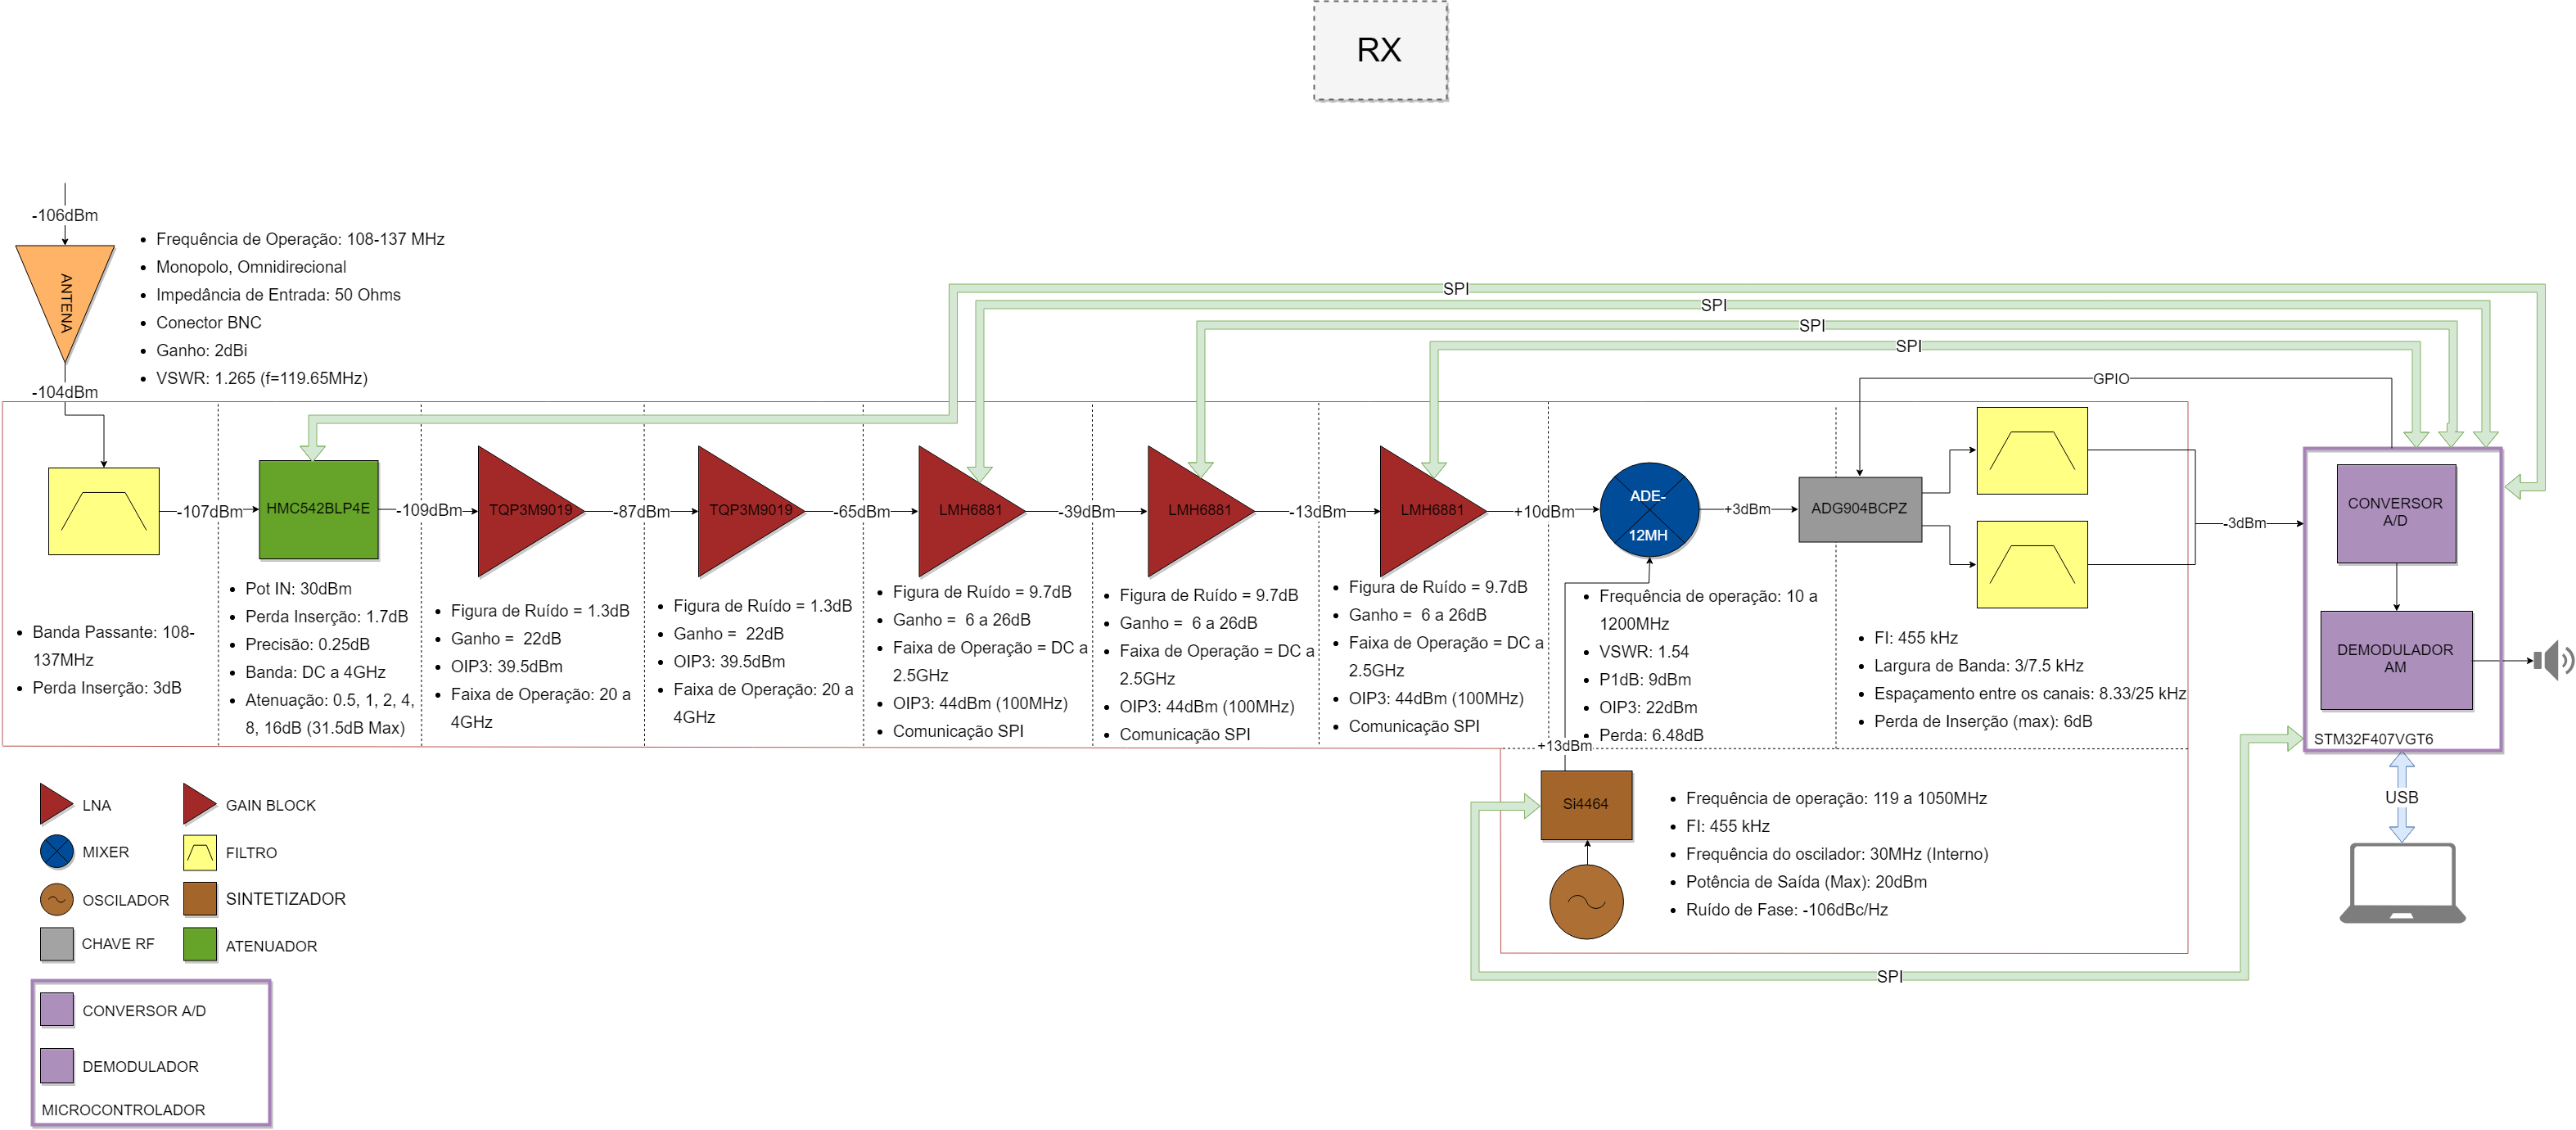 RX
-106dBm
ANTENA
Frequência de Operação: 108-137 MHz
Monopolo, Omnidirecional
Impedância de Entrada: 50 Ohms
Conector BNC
Ganho: 2dBi
VSWR: 1.265 (f=119.65MHz)
-104dBm
SPI
SPI
SPI
SPI
GPIO
-107dBm
HMC542BLP4E
-109dBm
TQP3M9019
-87dBm
TQP3M9019
-65dBm
LMH6881
-39dBm
LMH6881
-13dBm
LMH6881
+10dBm
ADE-
12MH
+3dBm
ADG904BCPZ
-3dBm
CONVERSOR
A/D
DEMODULADOR
AM
STM32F407VGT6
Banda Passante: 108-
137MHz
Perda Inserção: 3dB
Pot IN: 30dBm
Perda Inserção: 1.7dB
Precisão: 0.25dB
Banda: DC a 4GHz
Atenuação: 0.5, 1, 2, 4,
8, 16dB (31.5dB Max)
Figura de Ruído = 1.3dB
Ganho =  22dB
OIP3: 39.5dBm
Faixa de Operação: 20 a
4GHz
Figura de Ruído = 1.3dB
Ganho =  22dB
OIP3: 39.5dBm
Faixa de Operação: 20 a
4GHz
Figura de Ruído = 9.7dB
Ganho =  6 a 26dB
Faixa de Operação = DC a
2.5GHz
OIP3: 44dBm (100MHz)
Comunicação SPI
Figura de Ruído = 9.7dB
Ganho =  6 a 26dB
Faixa de Operação = DC a
2.5GHz
OIP3: 44dBm (100MHz)
Comunicação SPI
Figura de Ruído = 9.7dB
Ganho =  6 a 26dB
Faixa de Operação = DC a
2.5GHz
OIP3: 44dBm (100MHz)
Comunicação SPI
Frequência de operação: 10 a
1200MHz
VSWR: 1.54
P1dB: 9dBm
OIP3: 22dBm
Perda: 6.48dB
FI: 455 kHz
Largura de Banda: 3/7.5 kHz
Espaçamento entre os canais: 8.33/25 kHz
Perda de Inserção (max): 6dB
+13dBm
Si4464
Frequência de operação: 119 a 1050MHz
FI: 455 kHz
Frequência do oscilador: 30MHz (Interno)
Potência de Saída (Max): 20dBm
Ruído de Fase: -106dBc/Hz
USB
SPI
LNA
GAIN BLOCK
MIXER
FILTRO
OSCILADOR
SINTETIZADOR
CHAVE RF
ATENUADOR
CONVERSOR A/D
DEMODULADOR
MICROCONTROLADOR